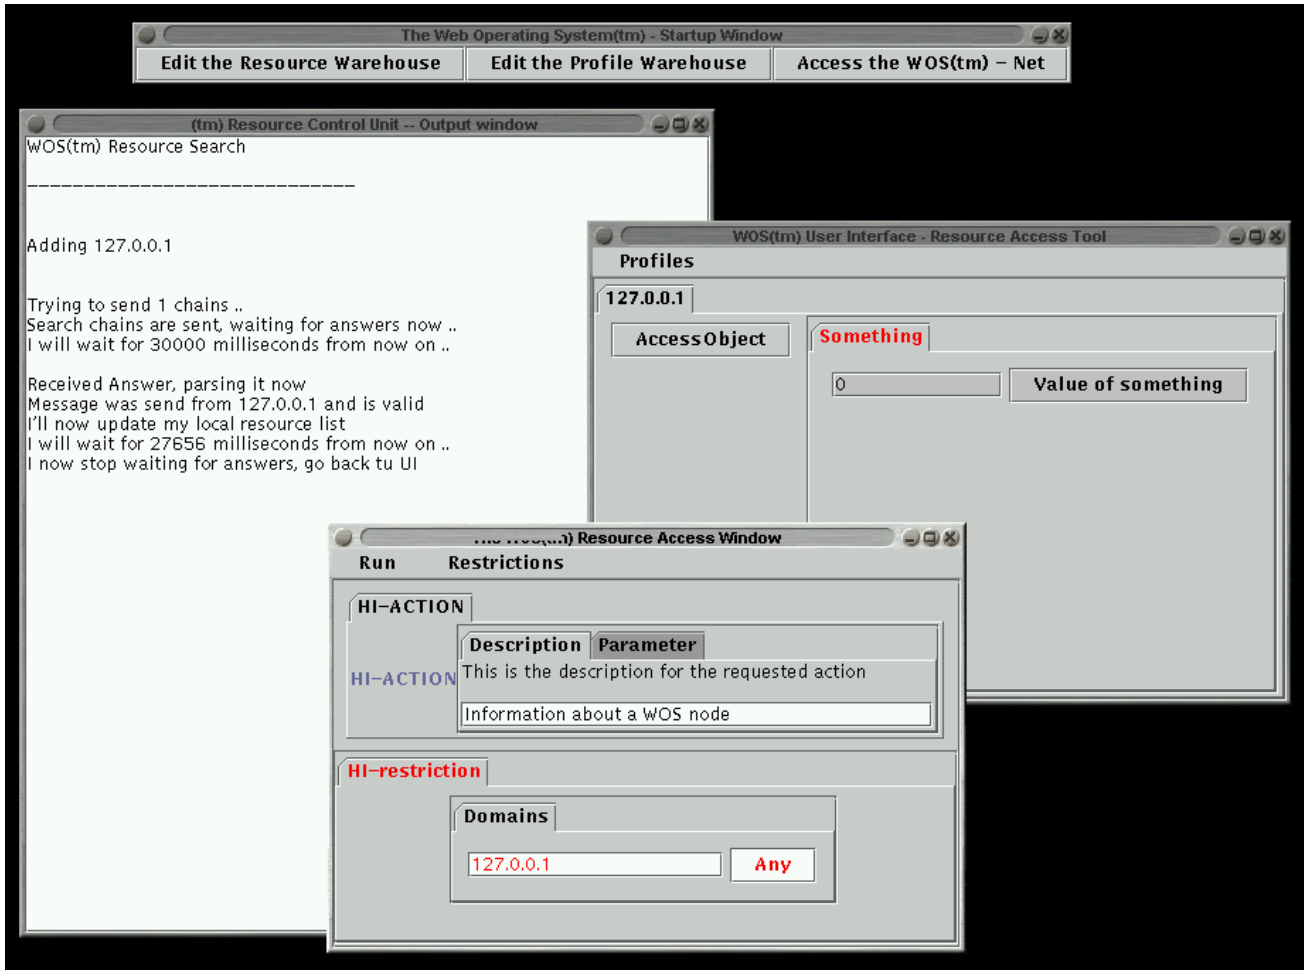 The Web Operating System(tm) - Startup Window
Edit the Resource Warehouse Edit the Profile Warehouse Access the WOS(tm) – Net
(tm) Resource Control Unit -- Output window
WOS(tm) Resource Search
-----------------------------
Adding 127.0.0.1
Trying to send 1 chains ..
Search chains are sent, waiting for answers now ..
I will wait for 30000 milliseconds from now on ..
Received Answer, parsing it now
Message was send from 127.0.0.1 and is valid
I'll now update my local resource list
I will wait for 27656 milliseconds from now on ..
I now stop waiting for answers, go back tu UI
WOS(tm) User Interface - Resource Access Tool
Profiles
127.0.0.1
AccessObject
Something
0 Value of something
Resource Access Window
Run Restrictions
HI–ACTION
Description Parameter
HI–ACTION
This is the description for the requested action
Information about a WOS node
HI–restriction
Domains
127.0.0.1 Any